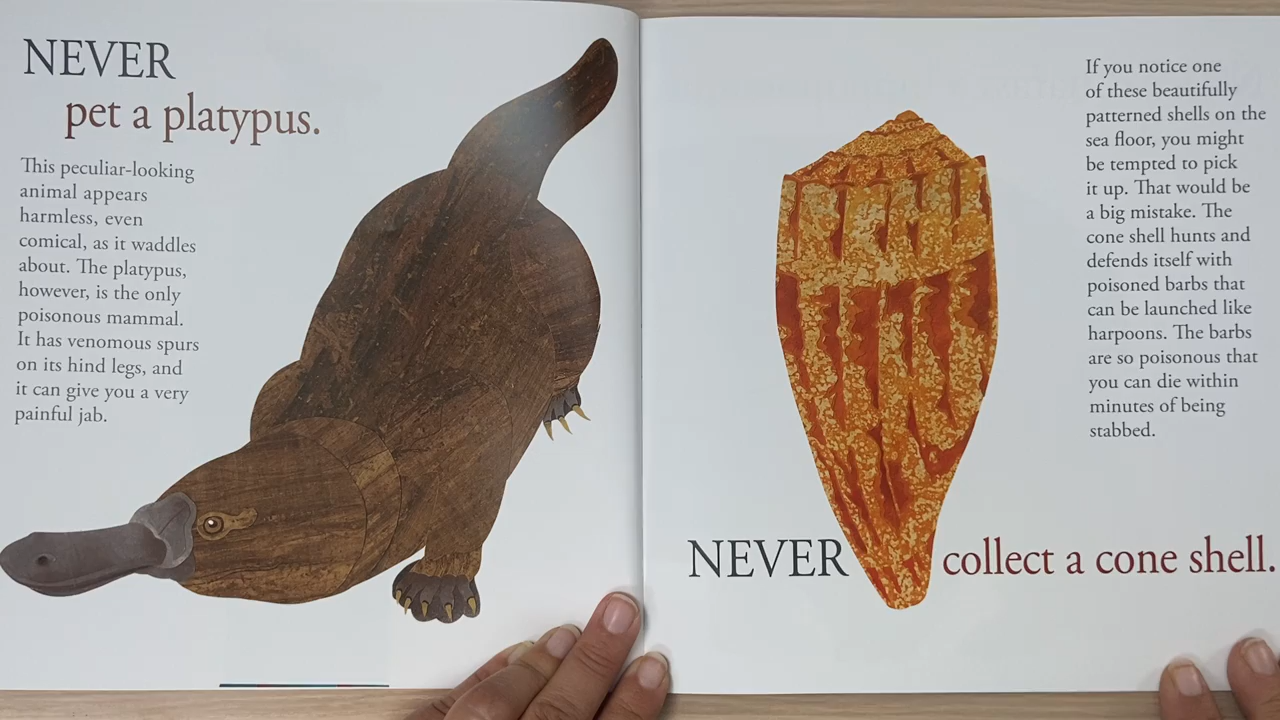 NEVER
pet a platypus.
This peculiar-looking
animal appears
harmless, even
comical, as it waddles
about. The platypus,
however, is the only
poisonous mammal.
It has venomous spurs
on its hind legs, and
it can give you a very
painful jab.
If you notice one
of these beautifully
patterned shells on the
sea floor, you might
be tempted to pick
it up. That would be
a big mistake. The
cone shell hunts and
defends itself with
poisoned barbs that
can be launched like
harpoons. The barbs
are so poisonous that
you can die within
minutes of being
stabbed.
NEVER collect a cone shell.